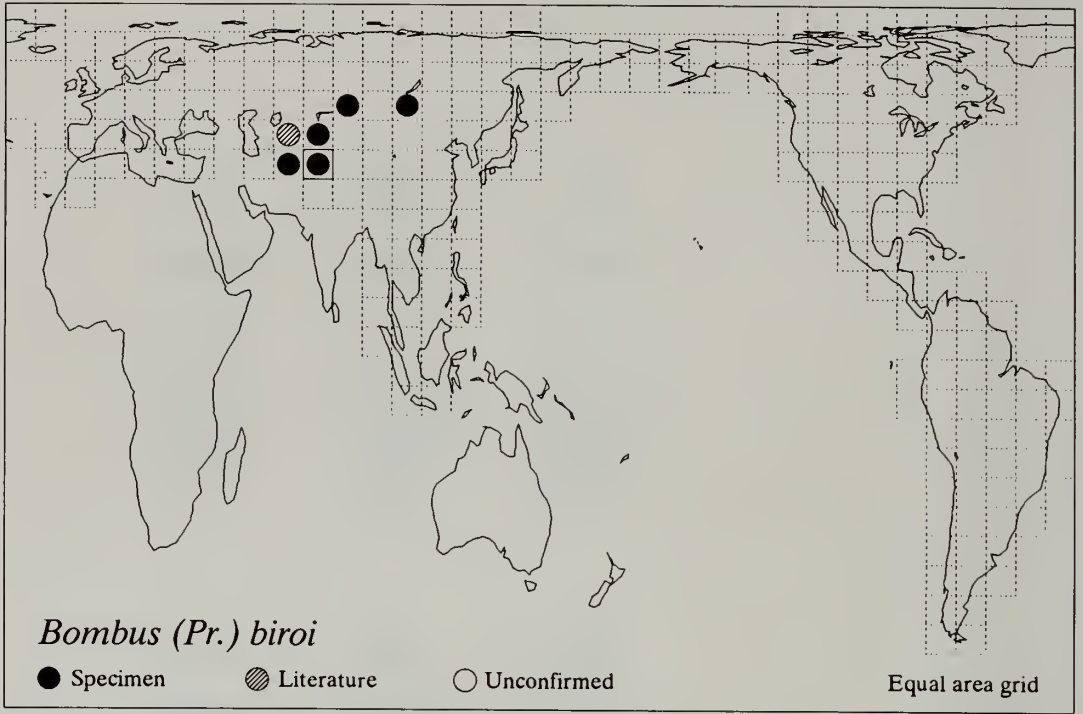 Bombus (Pr.) biroi
Specimen Literature Unconfirmed Equal area grid